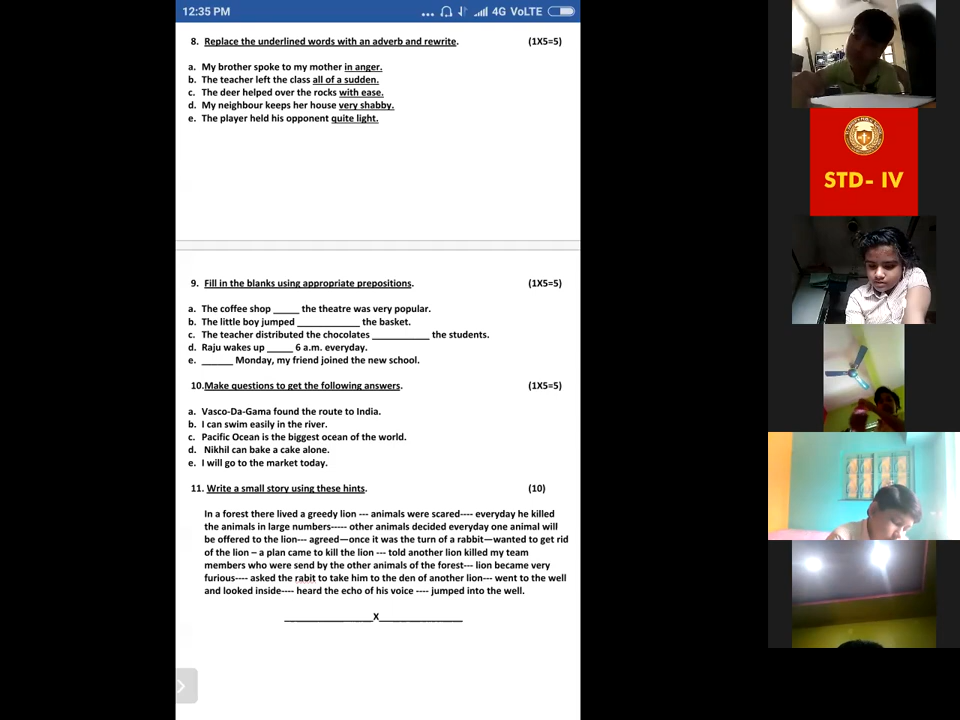 12:35 PM
... 4G VoLTE
8. Replace the underlined words with an adverb and rewrite. (1X5=5)
a. My brother spoke to my mother in anger.
b. The teacher left the class all of a sudden.
c. The deer helped over the rocks with ease.
d. My neighbour keeps her house very shabby.
e. The player held his opponent quite light.
9. Fill in the blanks using appropriate prepositions. (1X5=5)
a. The coffee shop _____ the theatre was very popular.
b. The little boy jumped ____________ the basket.
c. The teacher distributed the chocolates ___________ the students.
d. Raju wakes up _____ 6 a.m. everyday.
e. ______ Monday, my friend joined the new school.
10.Make questions to get the following answers. (1X5=5)
a. Vasco-Da-Gama found the route to India.
b. I can swim easily in the river.
c. Pacific Ocean is the biggest ocean of the world.
d. Nikhil can bake a cake alone.
e. I will go to the market today.
11. Write a small story using these hints. (10)
In a forest there lived a greedy lion --- animals were scared---- everyday he killed
the animals in large numbers----- other animals decided everyday one animal will
be offered to the lion--- agreed—once it was the turn of a rabbit—wanted to get rid
of the lion – a plan came to kill the lion --- told another lion killed my team
members who were send by the other animals of the forest--- lion became very
furious---- asked the rabit to take him to the den of another lion--- went to the well
and looked inside---- heard the echo of his voice ---- jumped into the well.
_________________X________________
STD- IV